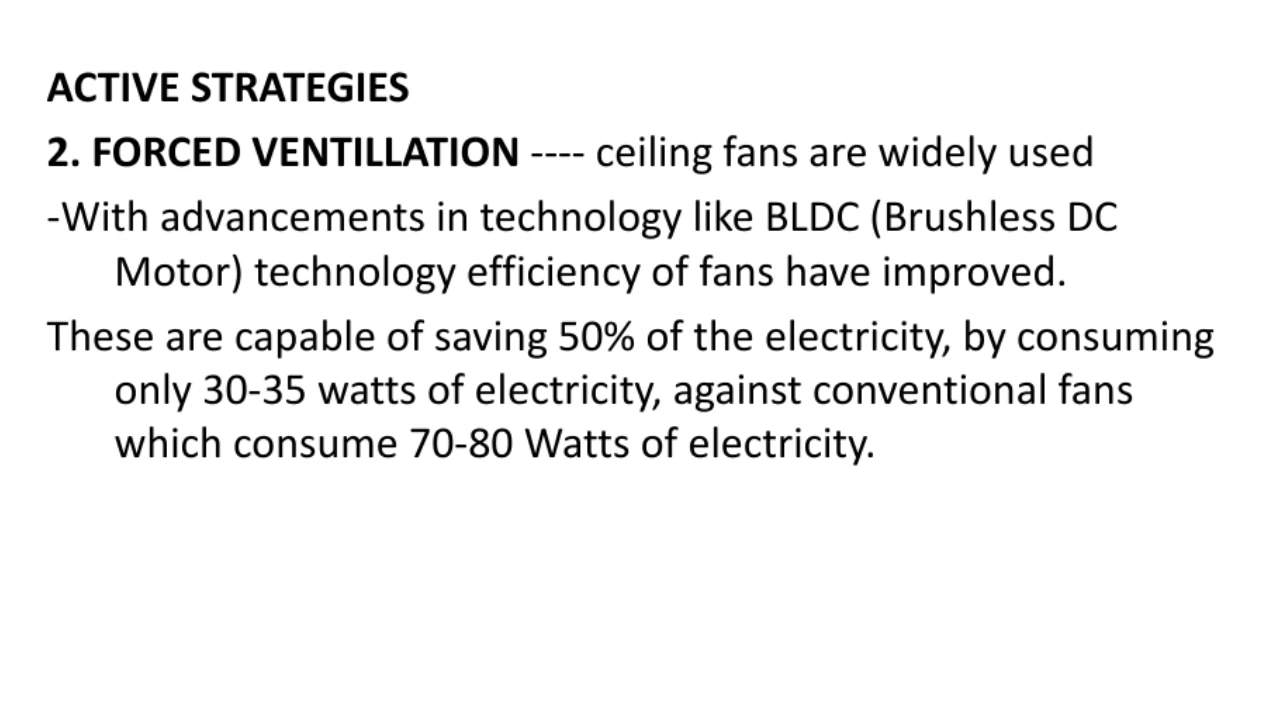 ACTIVE STRATEGIES
2. FORCED VENTILLATION ---- ceiling fans are widely used
-With advancements in technology like BLDC (Brushless DC
Motor) technology efficiency of fans have improved.
These are capable of saving 50% of the electricity, by consuming
only 30-35 watts of electricity, against conventional fans
which consume 70-80 Watts of electricity.